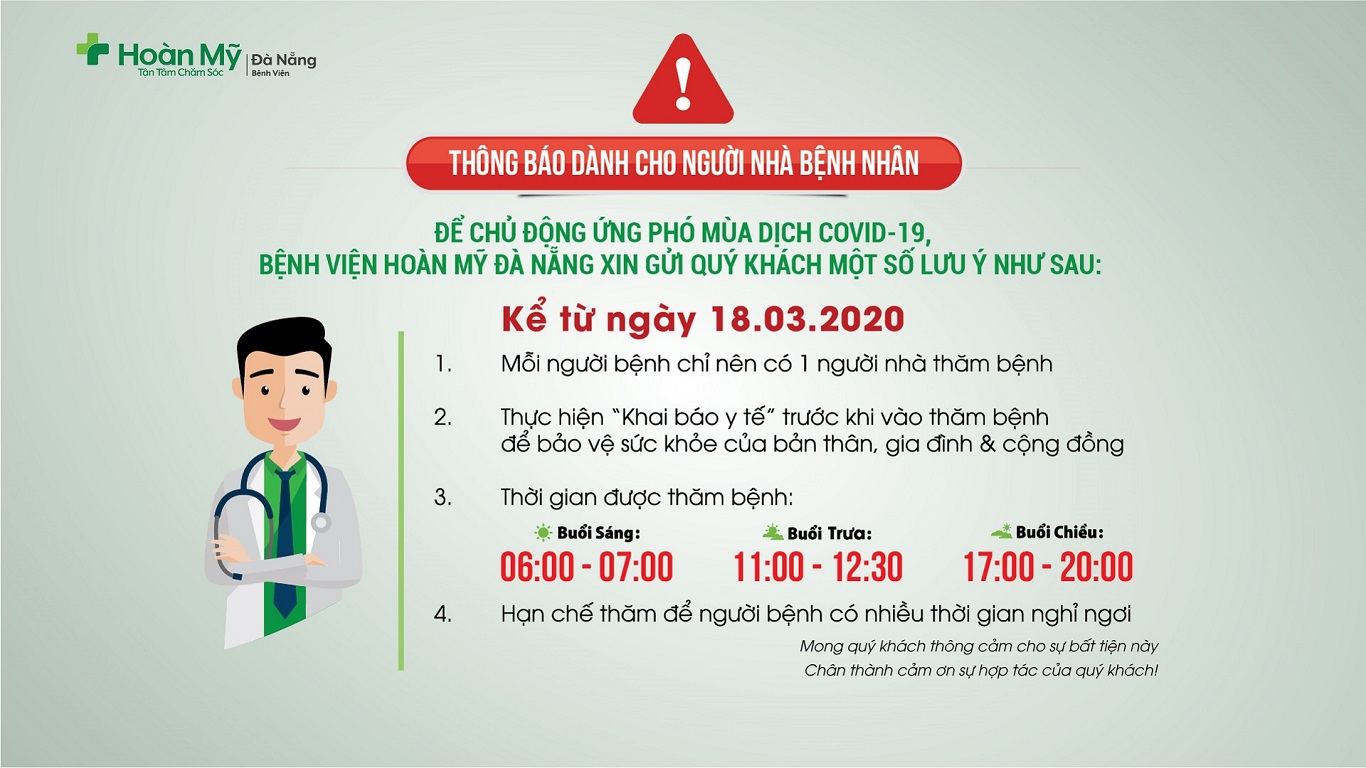 Hoàn Mỹ
Tận Tâm Chăm Sóc
Đà Nẵng
Bệnh Viện
THÔNG BÁO DÀNH CHO NGƯỜI NHÀ BỆNH NHÂN
ĐỂ CHỦ ĐỘNG ỨNG PHÓ MÙA DỊCH COVID-19,
BỆNH VIỆN HOÀN MỸ ĐÀ NẴNG XIN GỬI QUÝ KHÁCH MỘT SỐ LƯU Ý NHƯ SAU:
Kể từ ngày 18.03.2020
1. Mỗi người bệnh chỉ nên có 1 người nhà thăm bệnh
2. Thực hiện “Khai báo y tế” trước khi vào thăm bệnh
để bảo vệ sức khỏe của bản thân, gia đình & cộng đồng
3. Thời gian được thăm bệnh:
Buổi Sáng: Buổi Trưa: Buổi Chiều:
06:00 - 07:00 11:00 - 12:30 17:00 - 20:00
4. Hạn chế thăm để người bệnh có nhiều thời gian nghỉ ngơi
Mong quý khách thông cảm cho sự bất tiện này
Chân thành cảm ơn sự hợp tác của quý khách!